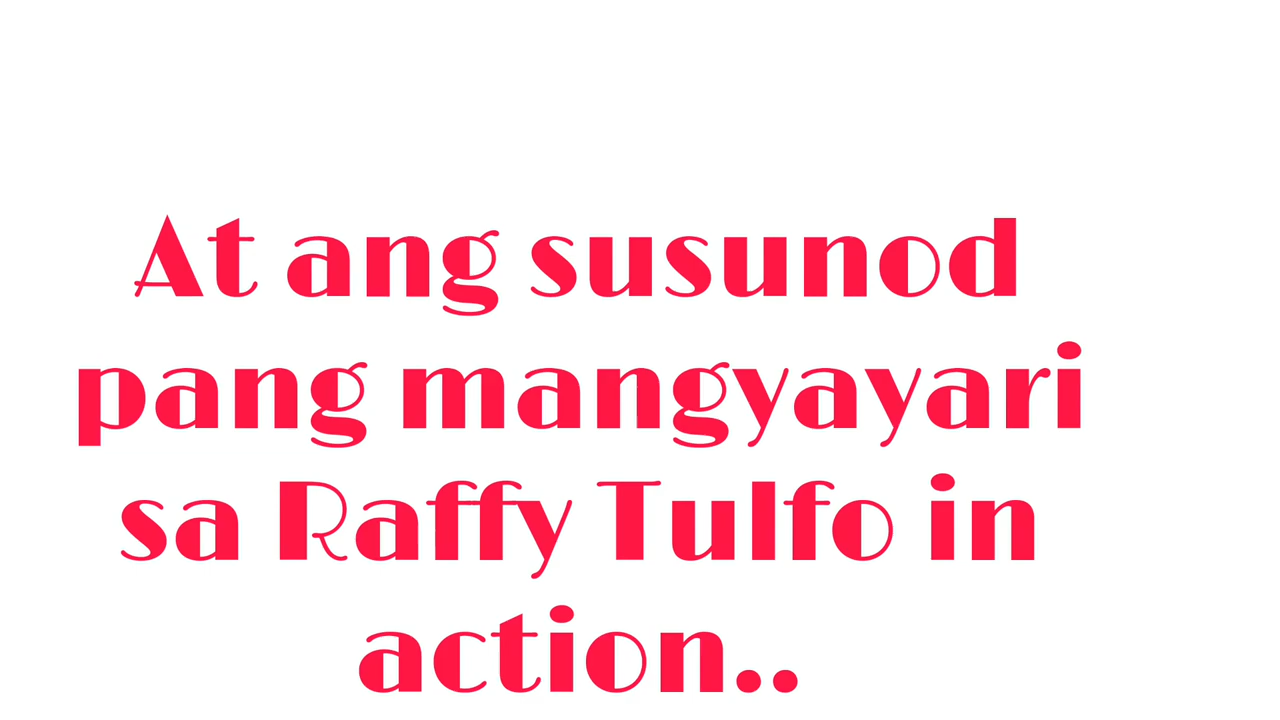 At ang susunod
pang mangyayari
sa Raffy Tulfo in
action..